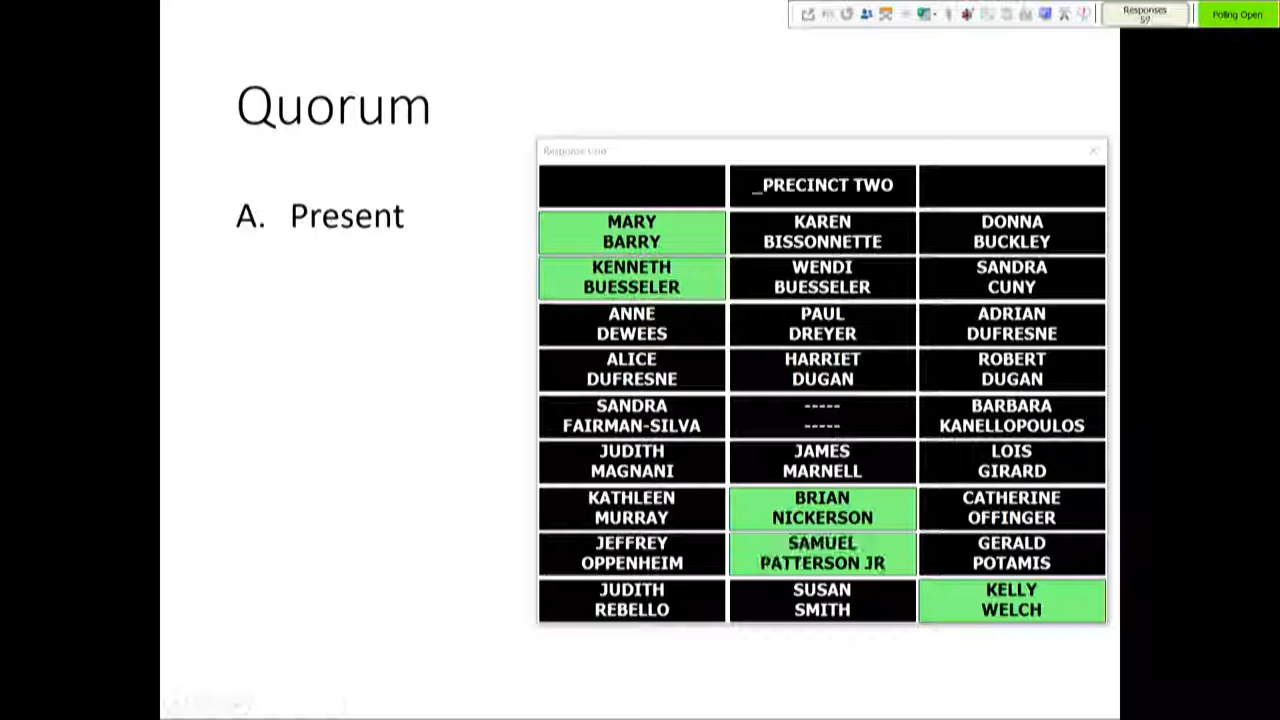 Responses
59
Polling Open
Quorum
A. Present
Response Grid
_PRECINCT TWO
MARY
BARRY
KAREN
BISSONNETTE
DONNA
BUCKLEY
KENNETH
BUESSELER
WENDI
BUESSELER
SANDRA
CUNY
ANNE
DEWEES
PAUL
DREYER
ADRIAN
DUFRESNE
ALICE
DUFRESNE
HARRIET
DUGAN
ROBERT
DUGAN
SANDRA
FAIRMAN-SILVA
-----
-----
BARBARA
KANELLOPOULOS
JUDITH
MAGNANI
JAMES
MARNELL
LOIS
GIRARD
KATHLEEN
MURRAY
BRIAN
NICKERSON
CATHERINE
OFFINGER
JEFFREY
OPPENHEIM
SAMUEL
PATTERSON JR
GERALD
POTAMIS
JUDITH
REBELLO
SUSAN
SMITH
KELLY
WELCH